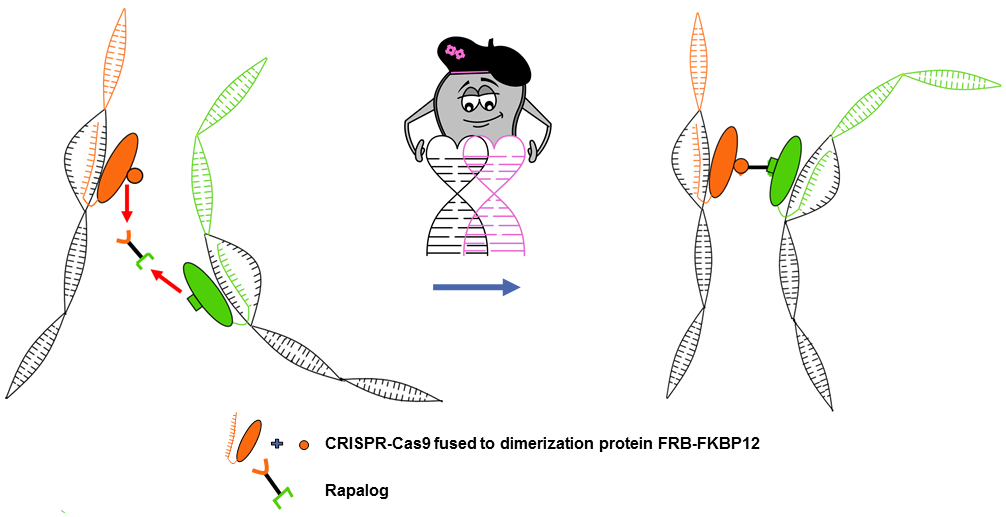 CRISPR-Cas9 fused to dimerization protein FRB-FKBP12
Rapalog